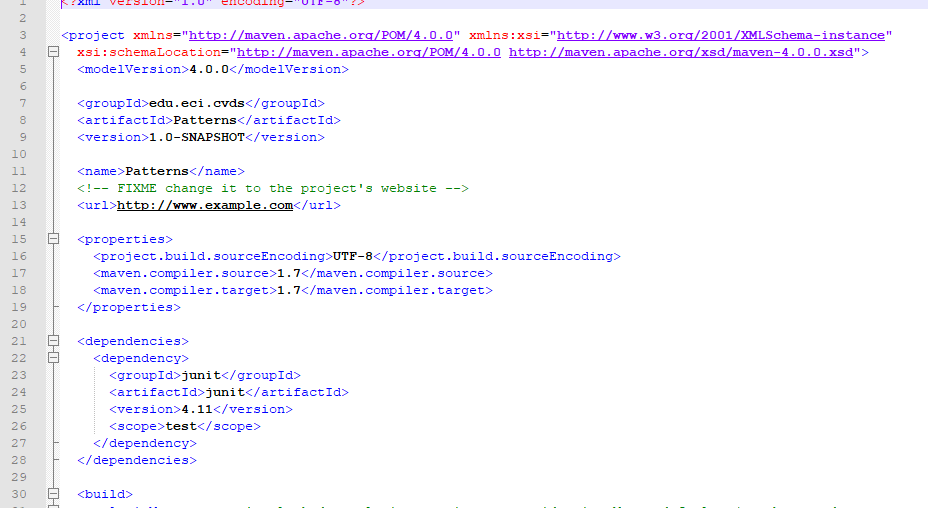 1 <?xml version="1.0" encoding="UTF-8"?>
2
3 <project xmlns="http://maven.apache.org/POM/4.0.0" xmlns:xsi="http://www.w3.org/2001/XMLSchema-instance"
4 xsi:schemaLocation="http://maven.apache.org/POM/4.0.0 http://maven.apache.org/xsd/maven-4.0.0.xsd">
5 <modelVersion>4.0.0</modelVersion>
6
7 <groupId>edu.eci.cvds</groupId>
8 <artifactId>Patterns</artifactId>
9 <version>1.0-SNAPSHOT</version>
10
11 <name>Patterns</name>
12 <!-- FIXME change it to the project's website -->
13 <url>http://www.example.com</url>
14
15 <properties>
16 <project.build.sourceEncoding>UTF-8</project.build.sourceEncoding>
17 <maven.compiler.source>1.7</maven.compiler.source>
18 <maven.compiler.target>1.7</maven.compiler.target>
19 </properties>
20
21 <dependencies>
22 <dependency>
23 <groupId>junit</groupId>
24 <artifactId>junit</artifactId>
25 <version>4.11</version>
26 <scope>test</scope>
27 </dependency>
28 </dependencies>
29
30 <build>